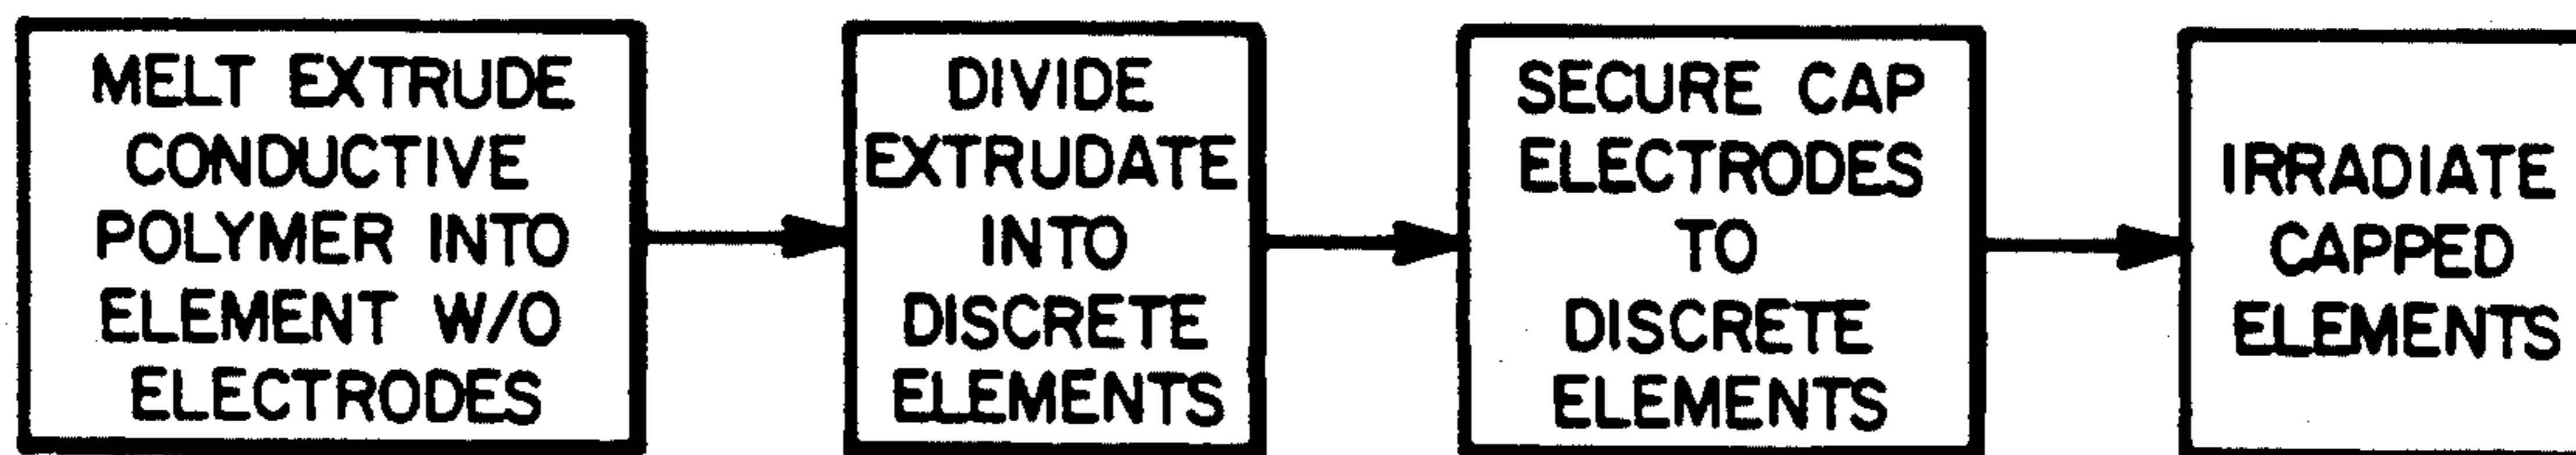 MELT EXTRUDE
CONDUCTIVE
POLYMER INTO
ELEMENT W/O
ELECTRODES
DIVIDE
EXTRUDATE
INTO
DISCRETE
ELEMENTS
SECURE CAP
ELECTRODES
TO
DISCRETE
ELEMENTS
IRRADIATE
CAPPED
ELEMENTS